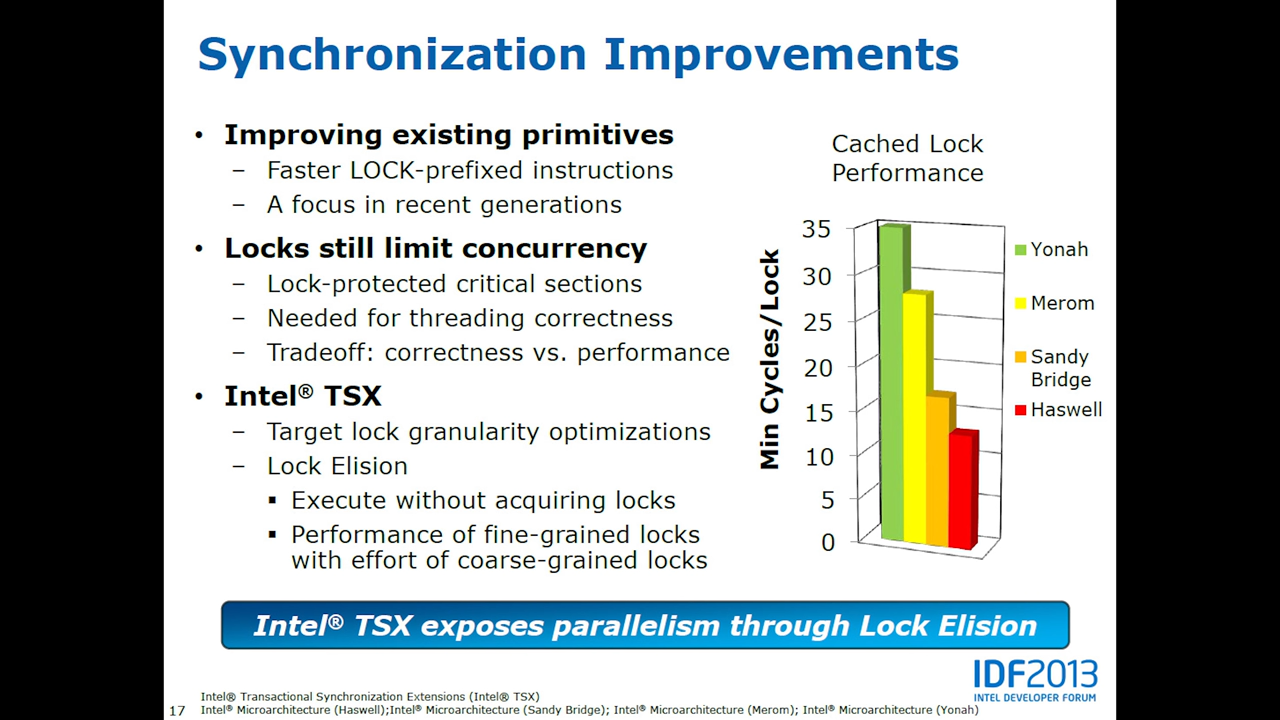 Synchronization Improvements
• Improving existing primitives
– Faster LOCK-prefixed instructions
– A focus in recent generations
• Locks still limit concurrency
– Lock-protected critical sections
– Needed for threading correctness
– Tradeoff: correctness vs. performance
• Intel® TSX
– Target lock granularity optimizations
– Lock Elision
▪ Execute without acquiring locks
▪ Performance of fine-grained locks
with effort of coarse-grained locks
Cached Lock
Performance
Min Cycles/Lock
35
30
25
20
15
10
5
0
Yonah
Merom
Sandy
Bridge
Haswell
Intel® TSX exposes parallelism through Lock Elision
IDF2013
INTEL DEVELOPER FORUM
Intel® Transactional Synchronization Extensions (Intel® TSX)
17 Intel® Microarchitecture (Haswell);Intel® Microarchitecture (Sandy Bridge); Intel® Microarchitecture (Merom); Intel® Microarchitecture (Yonah)